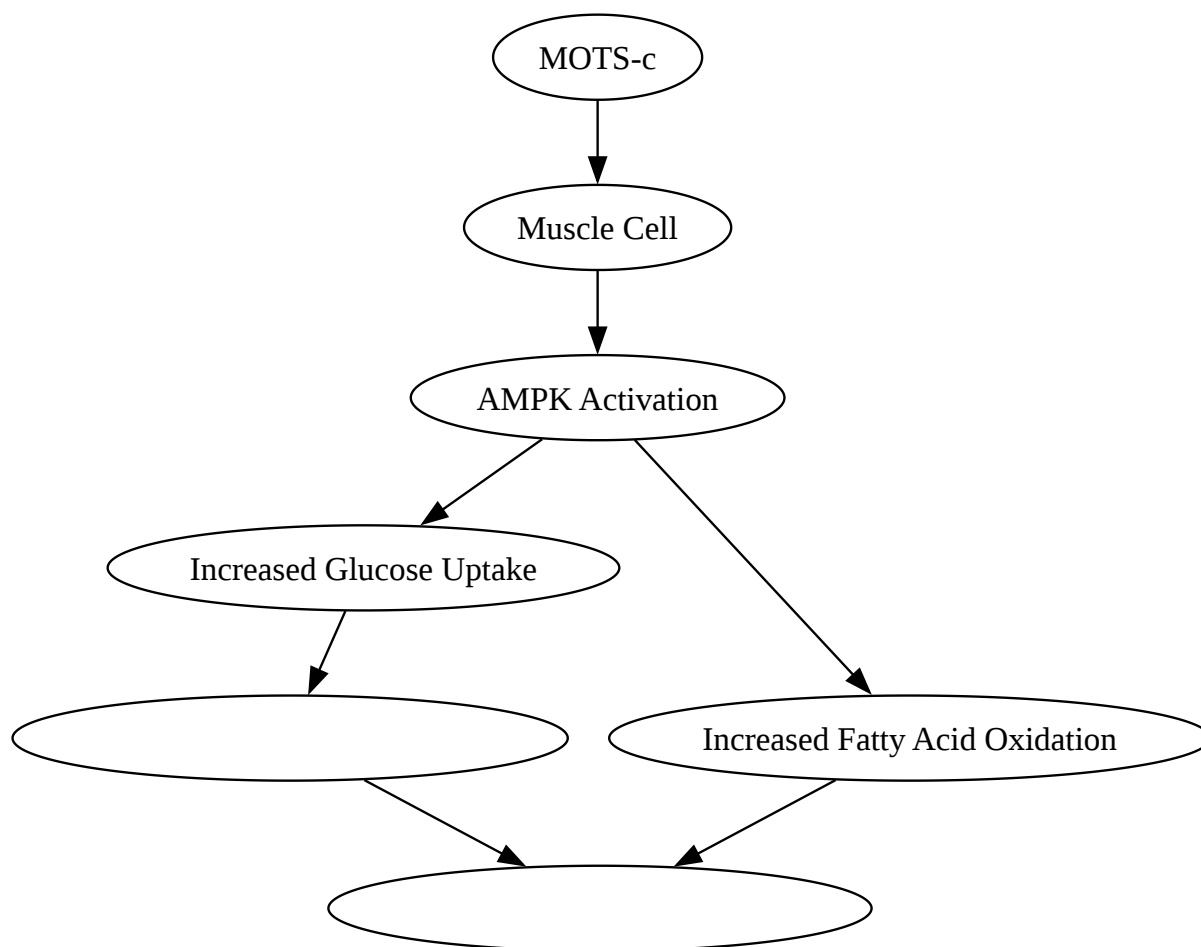 MOTS-c
Muscle Cell
AMPK Activation
Increased Glucose Uptake
Increased Fatty Acid Oxidation